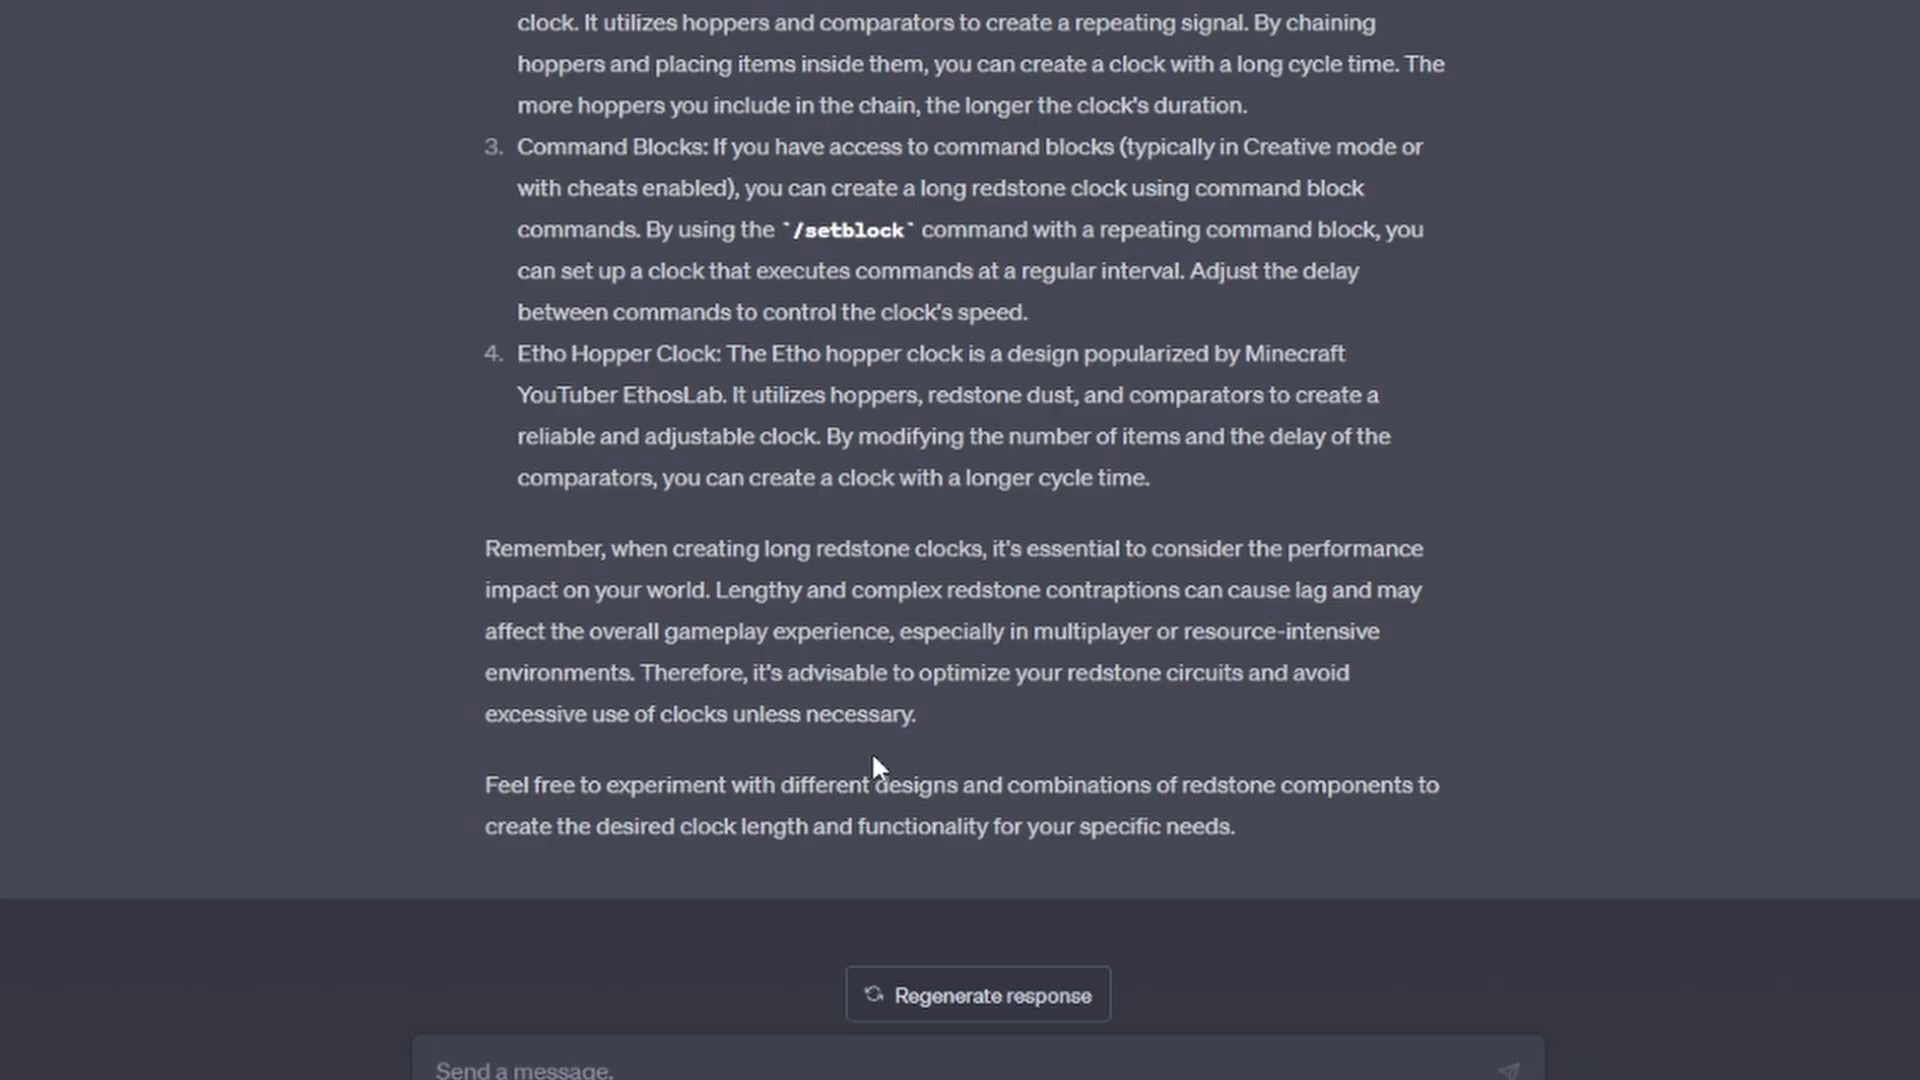 clock. It utilizes hoppers and comparators to create a repeating signal. By chaining
hoppers and placing items inside them, you can create a clock with a long cycle time. The
more hoppers you include in the chain, the longer the clock's duration.
3. Command Blocks: If you have access to command blocks (typically in Creative mode or
with cheats enabled), you can create a long redstone clock using command block
commands. By using the `/setblock` command with a repeating command block, you
can set up a clock that executes commands at a regular interval. Adjust the delay
between commands to control the clock's speed.
4. Etho Hopper Clock: The Etho hopper clock is a design popularized by Minecraft
YouTuber EthosLab. It utilizes hoppers, redstone dust, and comparators to create a
reliable and adjustable clock. By modifying the number of items and the delay of the
comparators, you can create a clock with a longer cycle time.
Remember, when creating long redstone clocks, it's essential to consider the performance
impact on your world. Lengthy and complex redstone contraptions can cause lag and may
affect the overall gameplay experience, especially in multiplayer or resource-intensive
environments. Therefore, it's advisable to optimize your redstone circuits and avoid
excessive use of clocks unless necessary.
Feel free to experiment with different designs and combinations of redstone components to
create the desired clock length and functionality for your specific needs.
Regenerate response
Send a message.